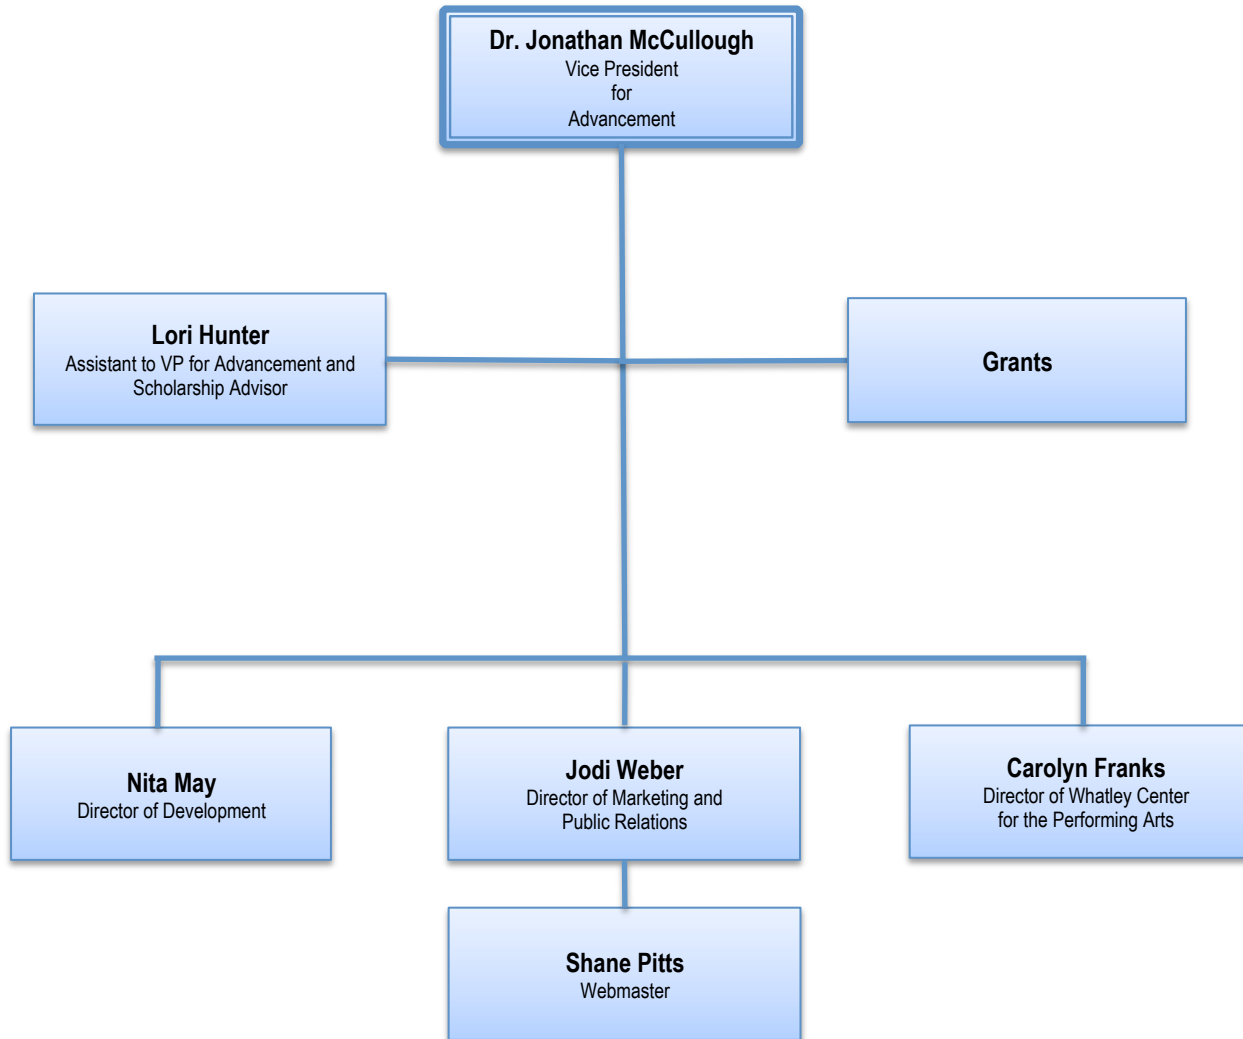 Dr. Jonathan McCullough
Vice President
for
Advancement
Lori Hunter
Assistant to VP for Advancement and
Scholarship Advisor
Grants
Nita May
Director of Development
Jodi Weber
Director of Marketing and
Public Relations
Carolyn Franks
Director of Whatley Center
for the Performing Arts
Shane Pitts
Webmaster